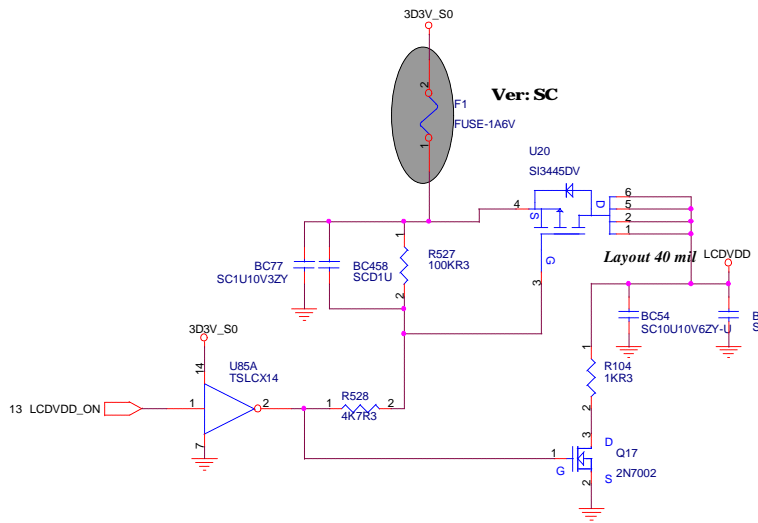 3D3V_S0
2
F1
FUSE-1A6V
1
Ver: SC
U20
SI3445DV
4
S
D
6
5
2
1
G
3
Layout 40 mil
LCDVDD
1
R527
100KR3
2
BC77
SC1U10V3ZY
BC458
SCD1U
BC54
SC10U10V6ZY-U
B
S
3D3V_S0
14
U85A
TSLCX14
13 LCDVDD_ON
1
2
7
1
R528
2
4K7R3
1
R104
1KR3
2
3
D
1
G
Q17
2N7002
2
S